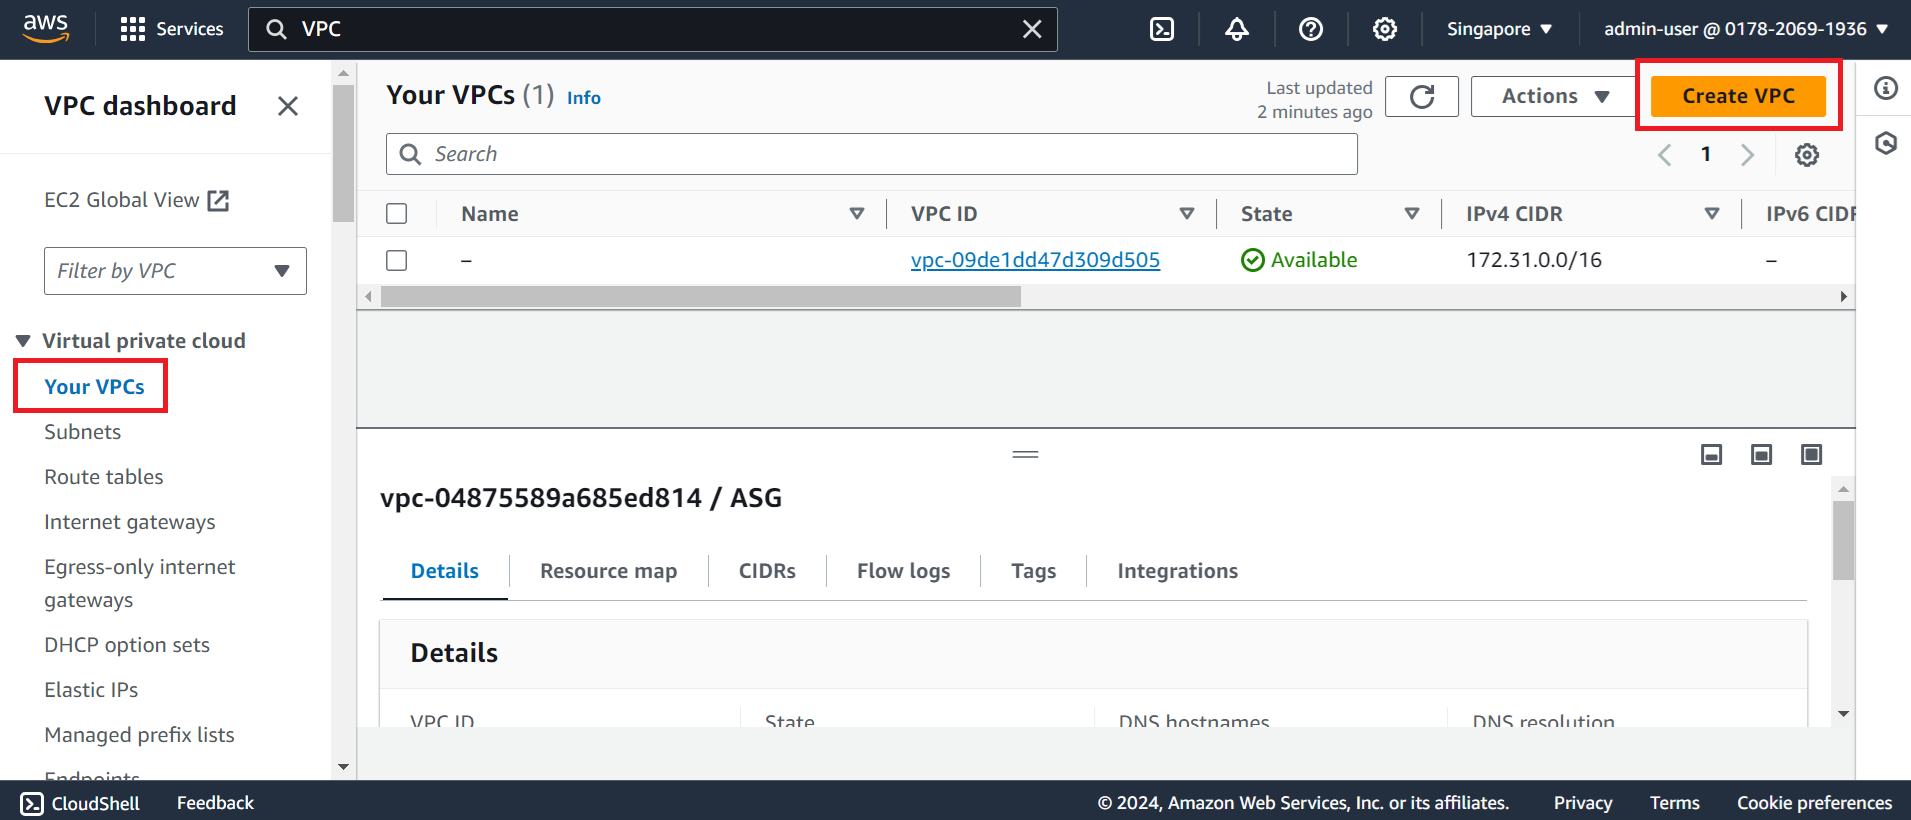 aws
Services
VPC
Singapore
admin-user @ 0178-2069-1936
VPC dashboard
EC2 Global View
Filter by VPC
Virtual private cloud
Your VPCs
Subnets
Route tables
Internet gateways
Egress-only internet
gateways
DHCP option sets
Elastic IPs
Managed prefix lists
Endpoints
Your VPCs (1) Info
Last updated
2 minutes ago
Actions
Create VPC
Search
1
Name VPC ID State IPv4 CIDR IPv6 CIDR
– vpc-09de1dd47d309d505 Available 172.31.0.0/16 –
vpc-04875589a685ed814 / ASG
Details Resource map CIDRs Flow logs Tags Integrations
Details
VPC ID State DNS hostnames DNS resolution
CloudShell Feedback © 2024, Amazon Web Services, Inc. or its affiliates. Privacy Terms Cookie preferences